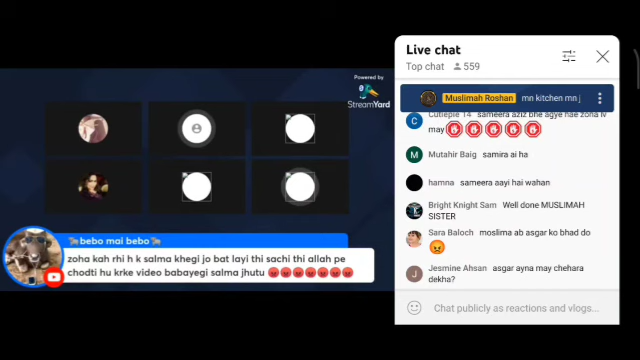 Powered by
StreamYard
🐃bebo mai bebo🐃
zoha kah rhi h k salma khegi jo bat layi thi sachi thi allah pe
chodti hu krke video babayegi salma jhutu 😡😡😡😡😡😡😡
Live chat
Top chat 559
Muslimah Roshan mn kitchen mn j
Cutiepie 14 sameera aziz bhe agye hae zoha lv
may
M Mutahir Baig samira ai ha
hamna sameera aayi hai wahan
Bright Knight Sam Well done MUSLIMAH
SISTER
Sara Baloch moslima ab asgar ko bhad do
😡
J Jesmine Ahsan asgar ayna may chehara
dekha?
Chat publicly as reactions and vlogs...